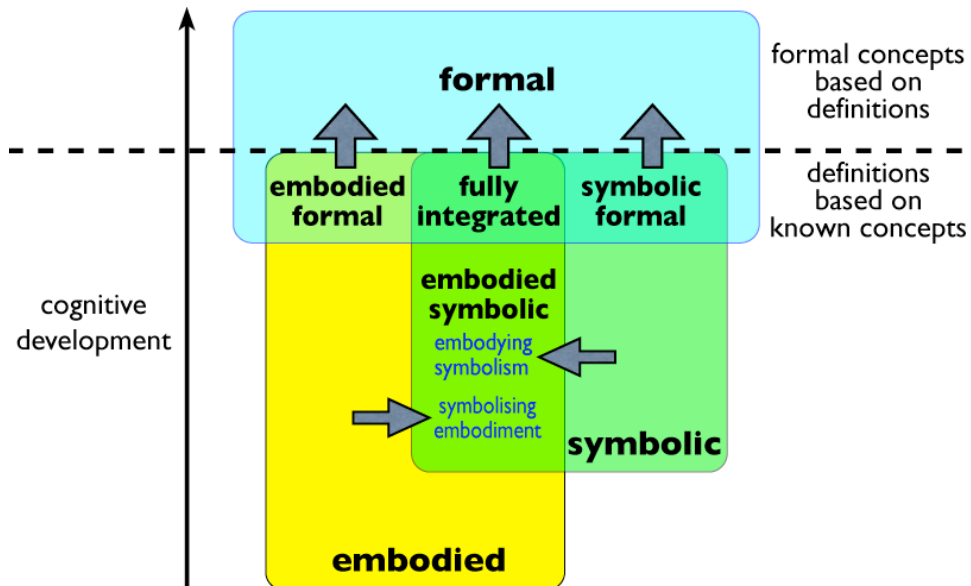 formal
formal concepts
based on
definitions
embodied
formal
fully
integrated
symbolic
formal
definitions
based on
known concepts
embodied
symbolic
embodying
symbolism
symbolising
embodiment
cognitive
development
symbolic
embodied